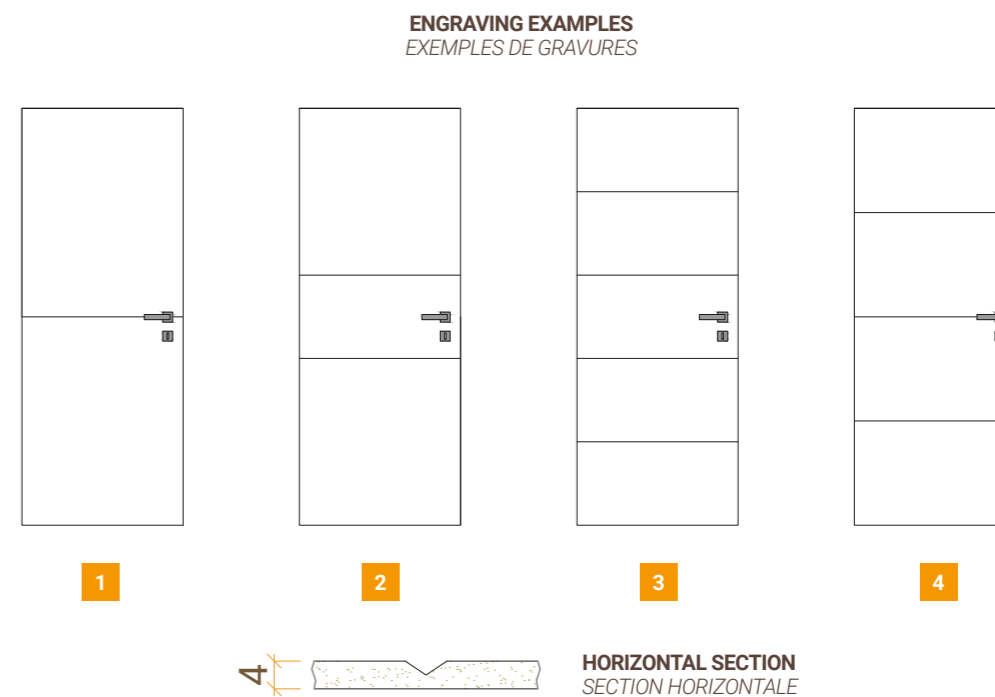 ENGRAVING EXAMPLES
EXEMPLES DE GRAVURES
1
2
3
4
4
HORIZONTAL SECTION
SECTION HORIZONTALE